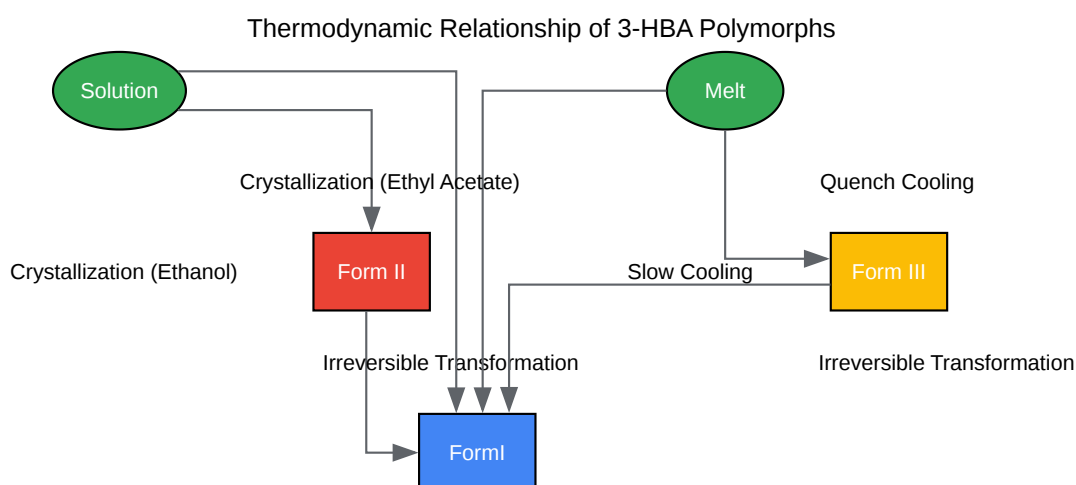 Thermodynamic Relationship of 3-HBA Polymorphs
Solution
Melt
Crystallization (Ethyl Acetate)
Quench Cooling
Crystallization (Ethanol)
Form II
Slow Cooling
Form III
Irreversible Transformation
Irreversible Transformation
FormI